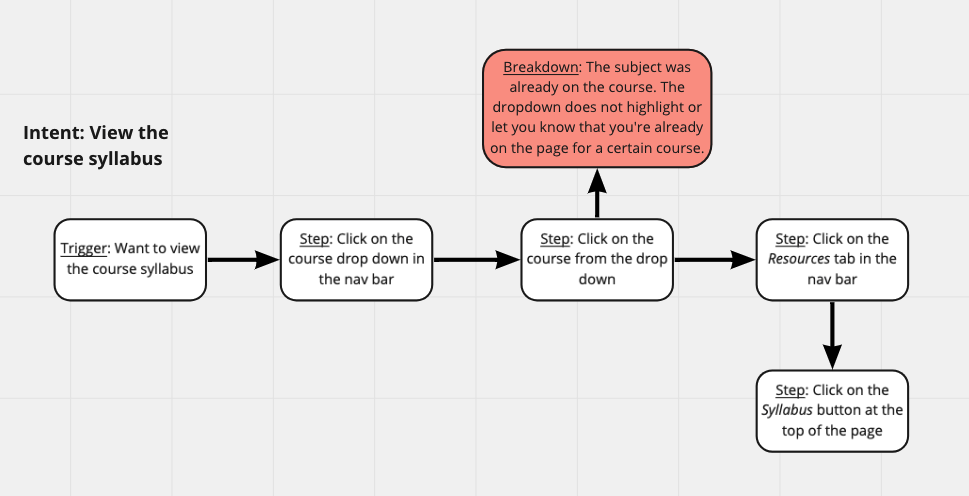 Breakdown: The subject was
already on the course. The
dropdown does not highlight or
let you know that you're already
on the page for a certain course.
Intent: View the
course syllabus
Trigger: Want to view
the course syllabus
Step: Click on the
course drop down in
the nav bar
Step: Click on the
course from the drop
down
Step: Click on the
Resources tab in the
nav bar
Step: Click on the
Syllabus button at the
top of the page